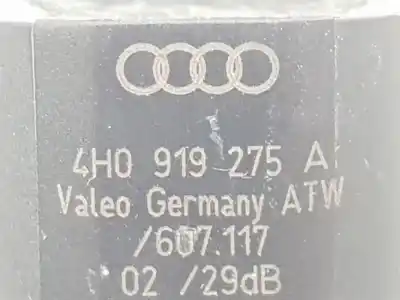 4H0 919 275 A
Valeo Germany ATW
/607.117
02 /29dB